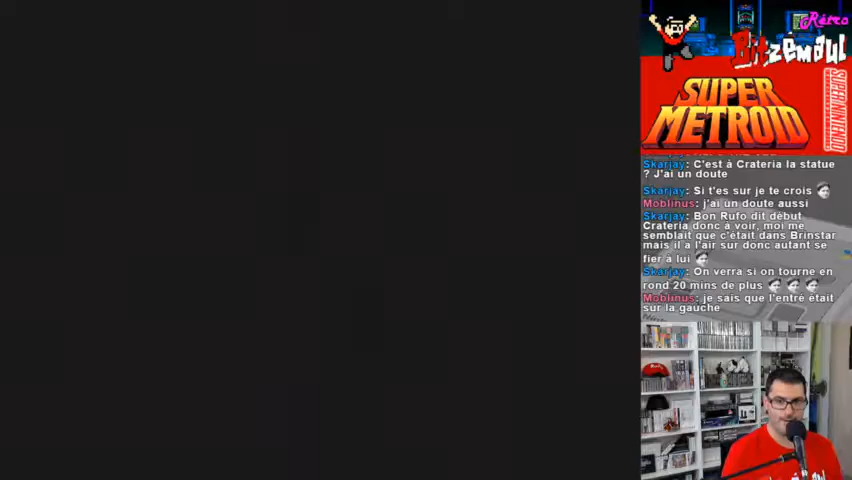 Rétro
Bitzémaul
SUPER
METROID
SUPER NINTENDO
Skarjay: C'est à Crateria la statue
? J'ai un doute
Skarjay: Si t'es sur je te crois
Moblinus: j'ai un doute aussi
Skarjay: Bon Rufo dit début
Crateria donc à voir, moi me
semblait que c'était dans Brinstar
mais il a l'air sur donc autant se
fier à lui
Skarjay: On verra si on tourne en
rond 20 mins de plus
Moblinus: je sais que l'entré était
sur la gauche